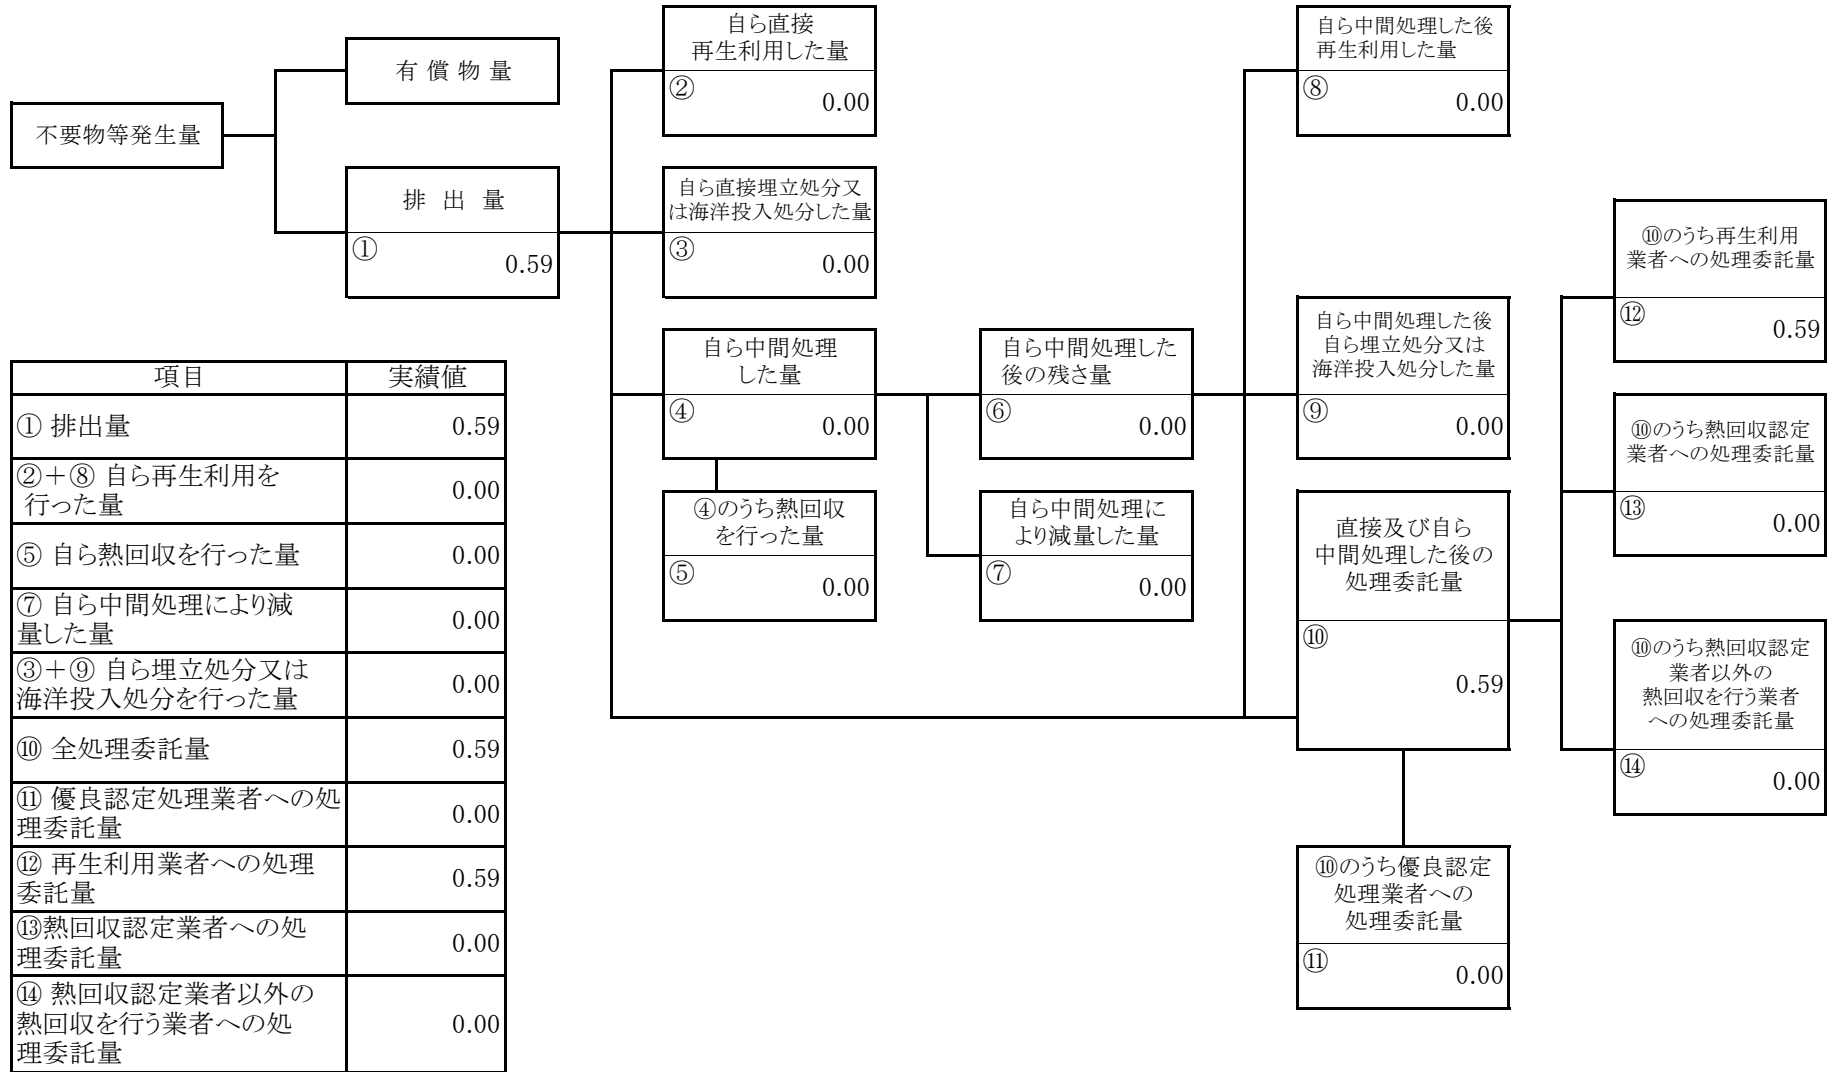 不要物等発生量
有 償 物 量
排 出 量
①
0.59
自ら直接
再生利用した量
②
0.00
自ら直接埋立処分又
は海洋投入処分した量
③
0.00
自ら中間処理
した量
④
0.00
④のうち熱回収
を行った量
⑤
0.00
自ら中間処理した
後の残さ量
⑥
0.00
自ら中間処理に
より減量した量
⑦
0.00
自ら中間処理した後
再生利用した量
⑧
0.00
自ら中間処理した後
自ら埋立処分又は
海洋投入処分した量
⑨
0.00
直接及び自ら
中間処理した後の
処理委託量
⑩
0.59
⑩のうち優良認定
処理業者への
処理委託量
⑪
0.00
⑩のうち再生利用
業者への処理委託量
⑫
0.59
⑩のうち熱回収認定
業者への処理委託量
⑬
0.00
⑩のうち熱回収認定
業者以外の
熱回収を行う業者
への処理委託量
⑭
0.00
項目 実績値
① 排出量 0.59
②＋⑧ 自ら再生利用を
行った量 0.00
⑤ 自ら熱回収を行った量 0.00
⑦ 自ら中間処理により減
量した量 0.00
③＋⑨ 自ら埋立処分又は
海洋投入処分を行った量 0.00
⑩ 全処理委託量 0.59
⑪ 優良認定処理業者への処
理委託量 0.00
⑫ 再生利用業者への処理
委託量 0.59
⑬熱回収認定業者への処
理委託量 0.00
⑭ 熱回収認定業者以外の
熱回収を行う業者への処
理委託量 0.00